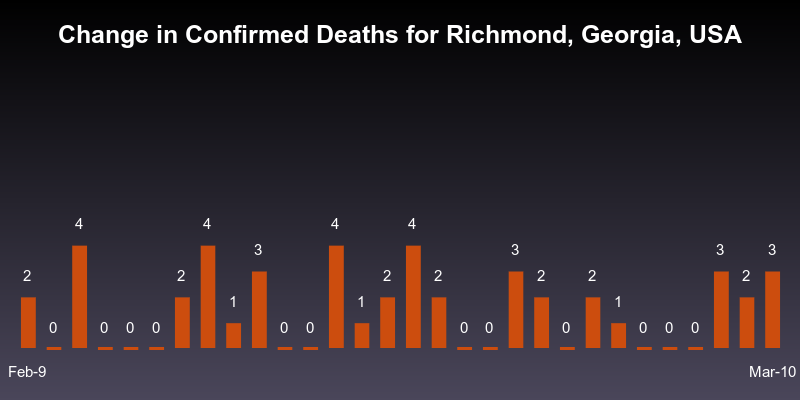 Change in Confirmed Deaths for Richmond, Georgia, USA
2 0 4 0 0 0 2 4 1 3 0 0 4 1 2 4 2 0 0 3 2 0 2 1 0 0 0 3 2 3
Feb-9 Mar-10